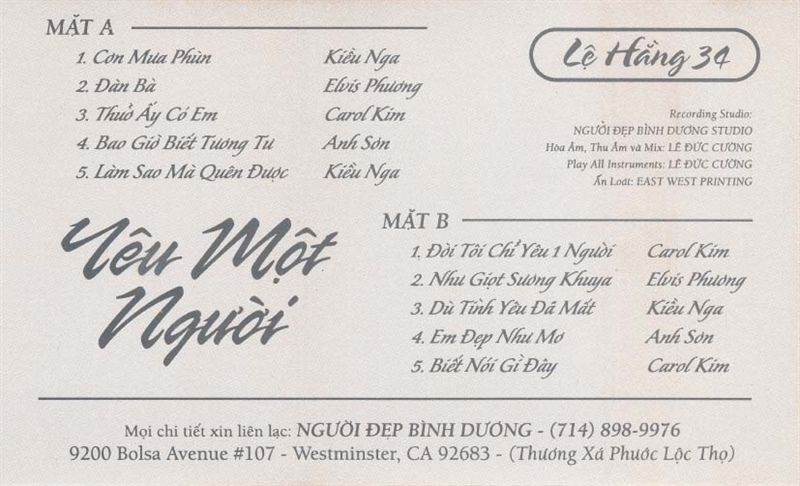 MẶT A
1. Cơn Mưa Phùn Kiều Nga
2. Đàn Bà Elvis Phương
3. Thuở Ấy Có Em Carol Kim
4. Bao Giờ Biết Tương Tư Anh Sơn
5. Làm Sao Mà Quên Được Kiều Nga
Lệ Hằng 34
Recording Studio:
NGƯỜI ĐẸP BÌNH DƯƠNG STUDIO
Hòa Âm, Thu Âm và Mix: LÊ ĐỨC CƯỜNG
Play All Instruments: LÊ ĐỨC CƯỜNG
Ấn Loát: EAST WEST PRINTING
Yêu Một
Người
MẶT B
1. Đời Tôi Chỉ Yêu 1 Người Carol Kim
2. Như Giọt Sương Khuya Elvis Phương
3. Dù Tình Yêu Đã Mất Kiều Nga
4. Em Đẹp Như Mơ Anh Sơn
5. Biết Nói Gì Đây Carol Kim
Mọi chi tiết xin liên lạc: NGƯỜI ĐẸP BÌNH DƯƠNG - (714) 898-9976
9200 Bolsa Avenue #107 - Westminster, CA 92683 - (Thương Xá Phước Lộc Thọ)